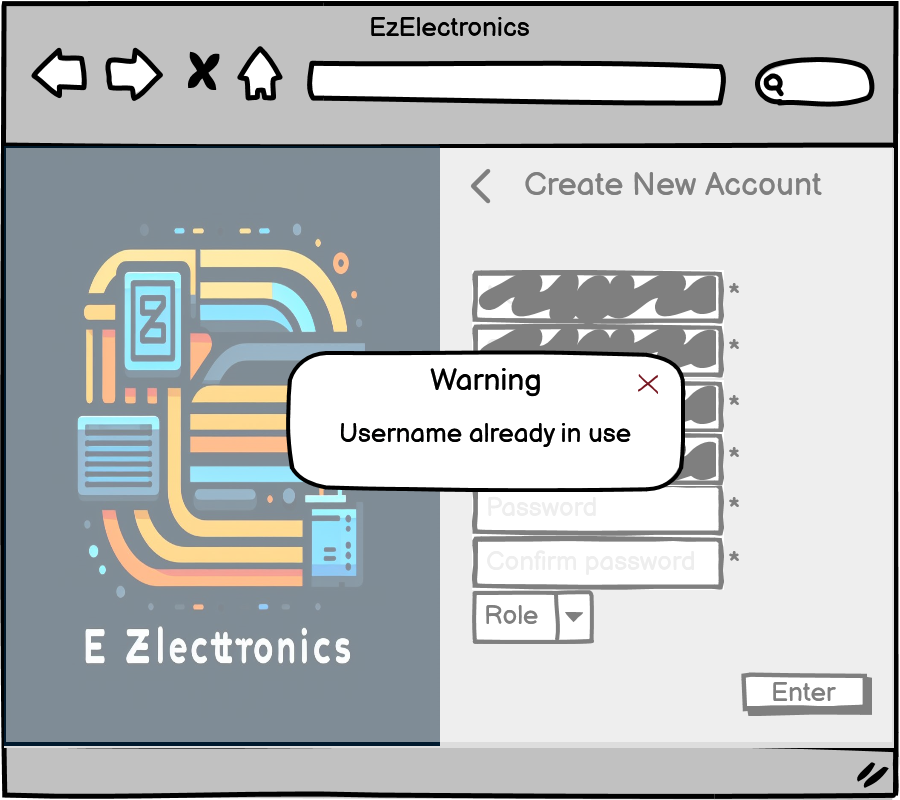 EzElectronics
Create New Account
*
*
Warning
Username already in use
*
*
Password *
Confirm password *
Role
Enter
E Zlecttronics